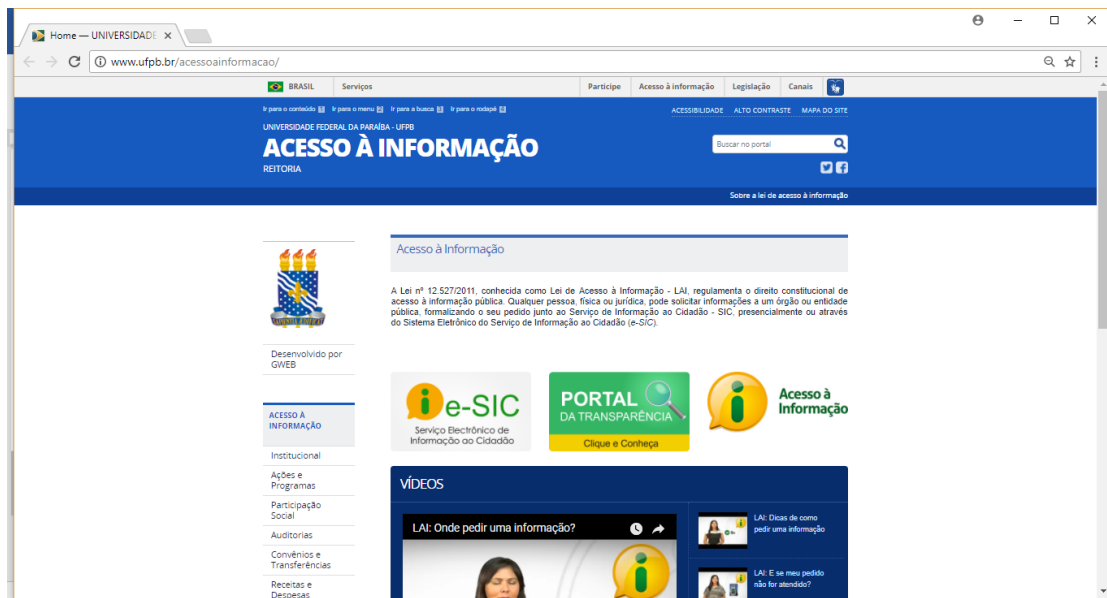 Home — UNIVERSIDADE
www.ufpb.br/acessoainformacao/
BRASIL Serviços Participe Acesso à informação Legislação Canais
Ir para o conteúdo 1 Ir para o menu 2 Ir para a busca 3 Ir para o rodapé 4 ACESSIBILIDADE ALTO CONTRASTE MAPA DO SITE
UNIVERSIDADE FEDERAL DA PARAÍBA - UFPB
ACESSO À INFORMAÇÃO
Buscar no portal
REITORIA
Sobre a lei de acesso à informação
Acesso à Informação
A Lei nº 12.527/2011, conhecida como Lei de Acesso à Informação - LAI, regulamenta o direito constitucional de
acesso à informação pública. Qualquer pessoa, física ou jurídica, pode solicitar informações a um órgão ou entidade
pública, formalizando o seu pedido junto ao Serviço de Informação ao Cidadão - SIC, presencialmente ou através
do Sistema Eletrônico do Serviço de Informação ao Cidadão (e-SIC).
Desenvolvido por
GWEB
ACESSO À
INFORMAÇÃO
Institucional
Ações e
Programas
Participação
Social
Auditorias
Convênios e
Transferências
Receitas e
Despesas
e-SIC
Serviço Electrônico de
Informação ao Cidadão
PORTAL
DA TRANSPARÊNCIA
Clique e Conheça
Acesso à
Informação
VÍDEOS
LAI: Onde pedir uma informação?
LAI: Dicas de como
pedir uma informação
LAI: E se meu pedido
não for atendido?